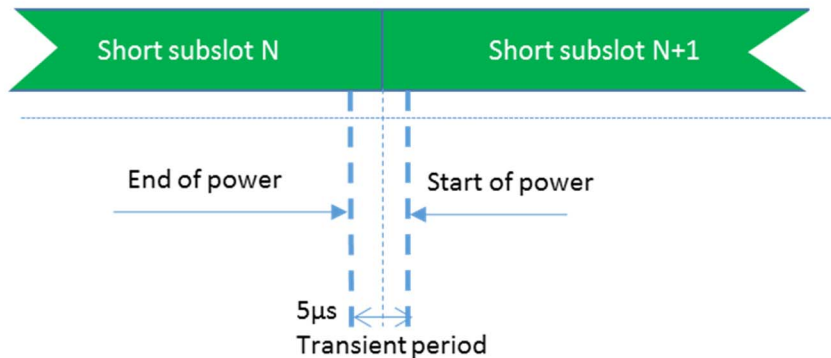 Short subslot N
Short subslot N+1
End of power
Start of power
5µs
Transient period